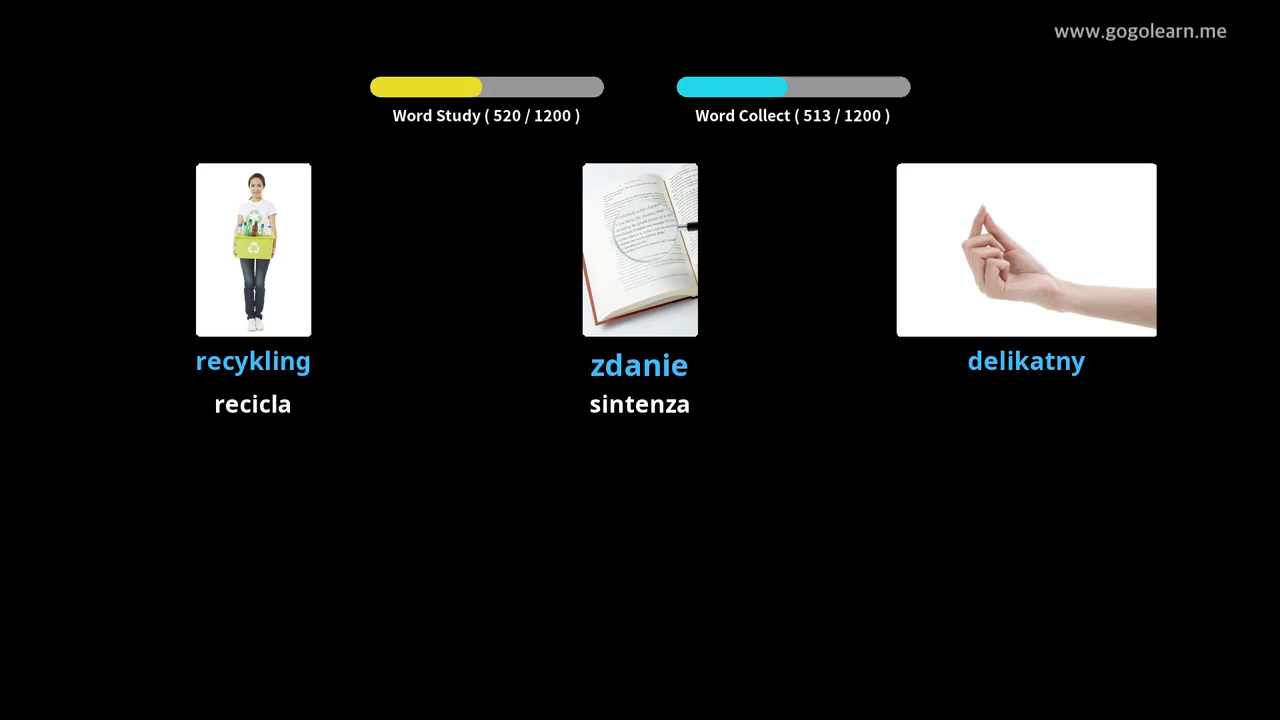 www.gogolearn.me
Word Study ( 520 / 1200 )
Word Collect ( 513 / 1200 )
recykling
zdanie
delikatny
recicla
sintenza